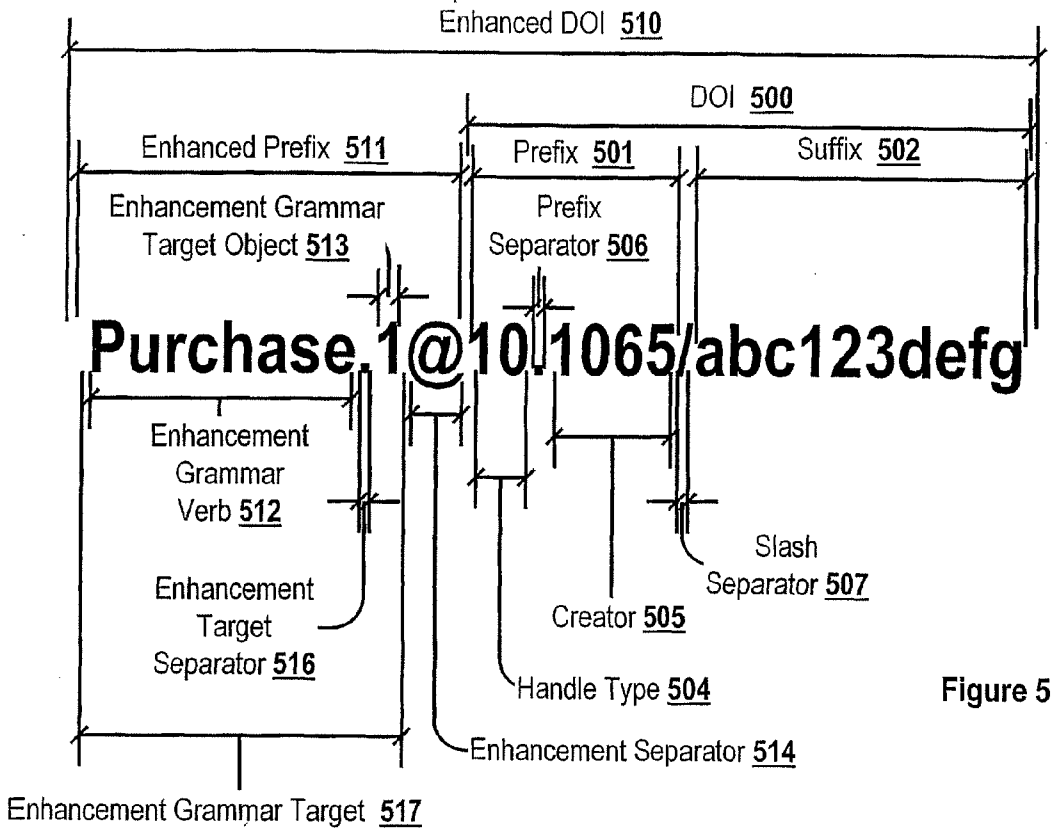 Enhanced DOI 510
DOI 500
Enhanced Prefix 511
Prefix 501
Suffix 502
Enhancement Grammar
Target Object 513
Prefix
Separator 506
Purchase.1@10.1065/abc123defg
Enhancement
Grammar
Verb 512
Slash
Separator 507
Enhancement
Target
Separator 516
Creator 505
Handle Type 504
Figure 5
Enhancement Separator 514
Enhancement Grammar Target 517